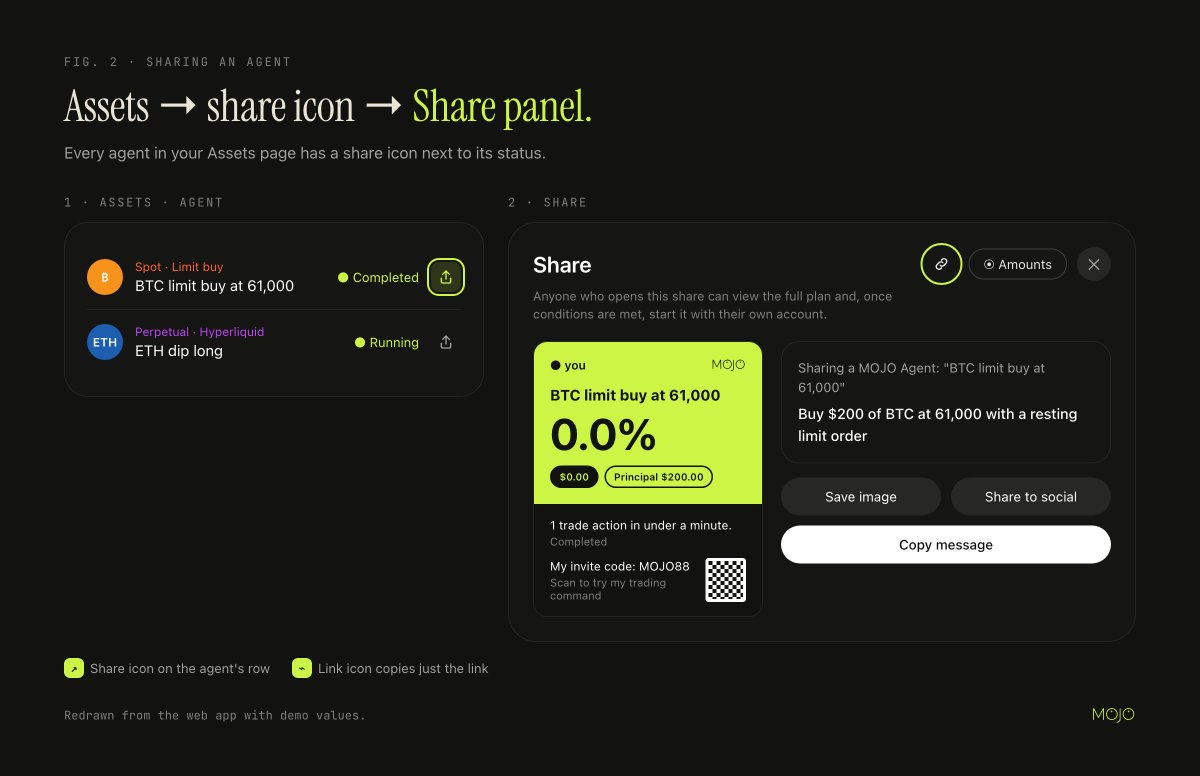 FIG. 2 · SHARING AN AGENT
Assets → share icon → Share panel.
Every agent in your Assets page has a share icon next to its status.
1 · ASSETS · AGENT
B
Spot · Limit buy
BTC limit buy at 61,000
Completed
ETH
Perpetual · Hyperliquid
ETH dip long
Running
2 · SHARE
Share
Amounts
Anyone who opens this share can view the full plan and, once
conditions are met, start it with their own account.
you
MOJO
BTC limit buy at 61,000
0.0%
$0.00
Principal $200.00
1 trade action in under a minute.
Completed
My invite code: MOJO88
Scan to try my trading
command
Sharing a MOJO Agent: "BTC limit buy at
61,000"
Buy $200 of BTC at 61,000 with a resting
limit order
Save image
Share to social
Copy message
Share icon on the agent's row
Link icon copies just the link
Redrawn from the web app with demo values.
MOJO